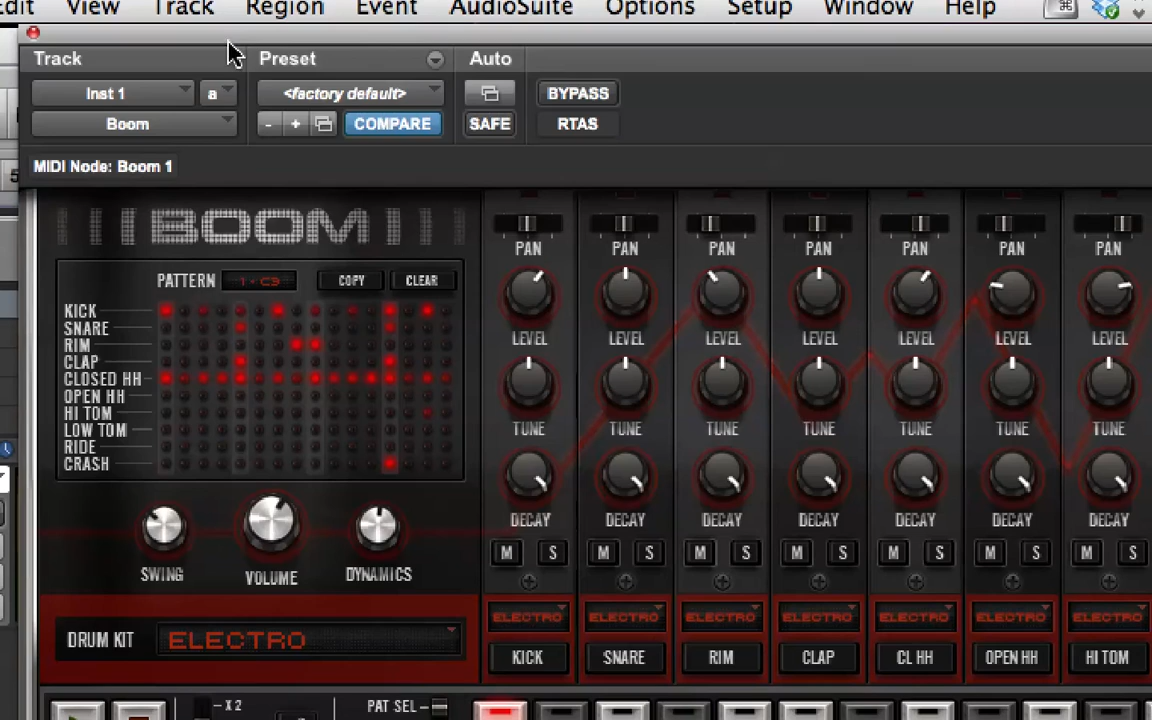 Edit View Track Region Event AudioSuite Options Setup Window Help
Track Preset Auto
Inst 1 a <factory default> BYPASS
Boom - + COMPARE SAFE RTAS
MIDI Node: Boom 1
BOOM
PATTERN 1 - C3 COPY CLEAR
KICK
SNARE
RIM
CLAP
CLOSED HH
OPEN HH
HI TOM
LOW TOM
RIDE
CRASH
SWING VOLUME DYNAMICS
DRUM KIT ELECTRO
PAN PAN PAN PAN PAN PAN PAN
LEVEL LEVEL LEVEL LEVEL LEVEL LEVEL LEVEL
TUNE TUNE TUNE TUNE TUNE TUNE TUNE
DECAY DECAY DECAY DECAY DECAY DECAY DECAY
M S M S M S M S M S M S M S
ELECTRO ELECTRO ELECTRO ELECTRO ELECTRO ELECTRO ELECTRO
KICK SNARE RIM CLAP CL HH OPEN HH HI TOM
X2 PAT SEL